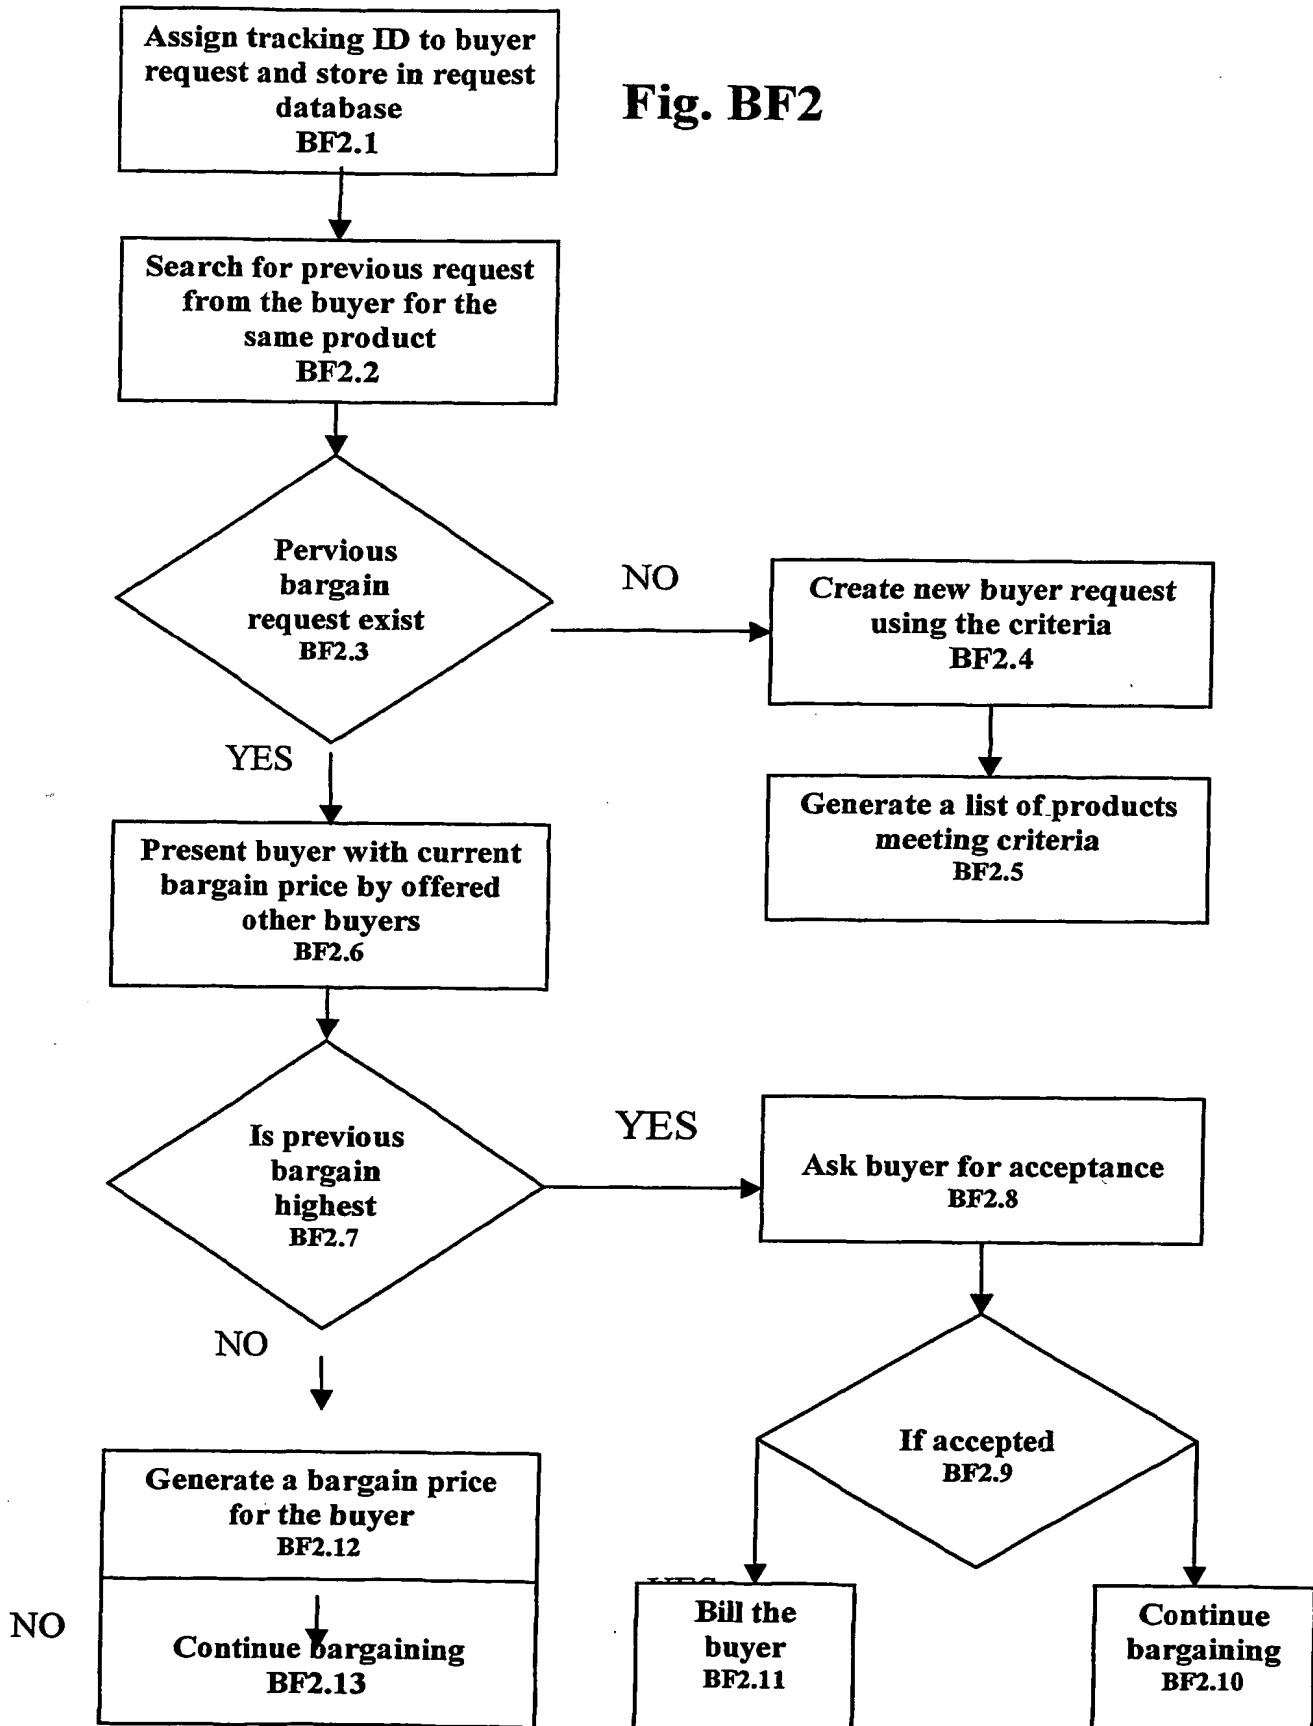 Fig. BF2
Assign tracking ID to buyer
request and store in request
database
BF2.1
Search for previous request
from the buyer for the
same product
BF2.2
Pervious
bargain
request exist
BF2.3
NO
Create new buyer request
using the criteria
BF2.4
Generate a list of products
meeting criteria
BF2.5
YES
Present buyer with current
bargain price by offered
other buyers
BF2.6
Is previous
bargain
highest
BF2.7
YES
Ask buyer for acceptance
BF2.8
If accepted
BF2.9
NO
Generate a bargain price
for the buyer
BF2.12
NO
Continue bargaining
BF2.13
Bill the
buyer
BF2.11
Continue
bargaining
BF2.10